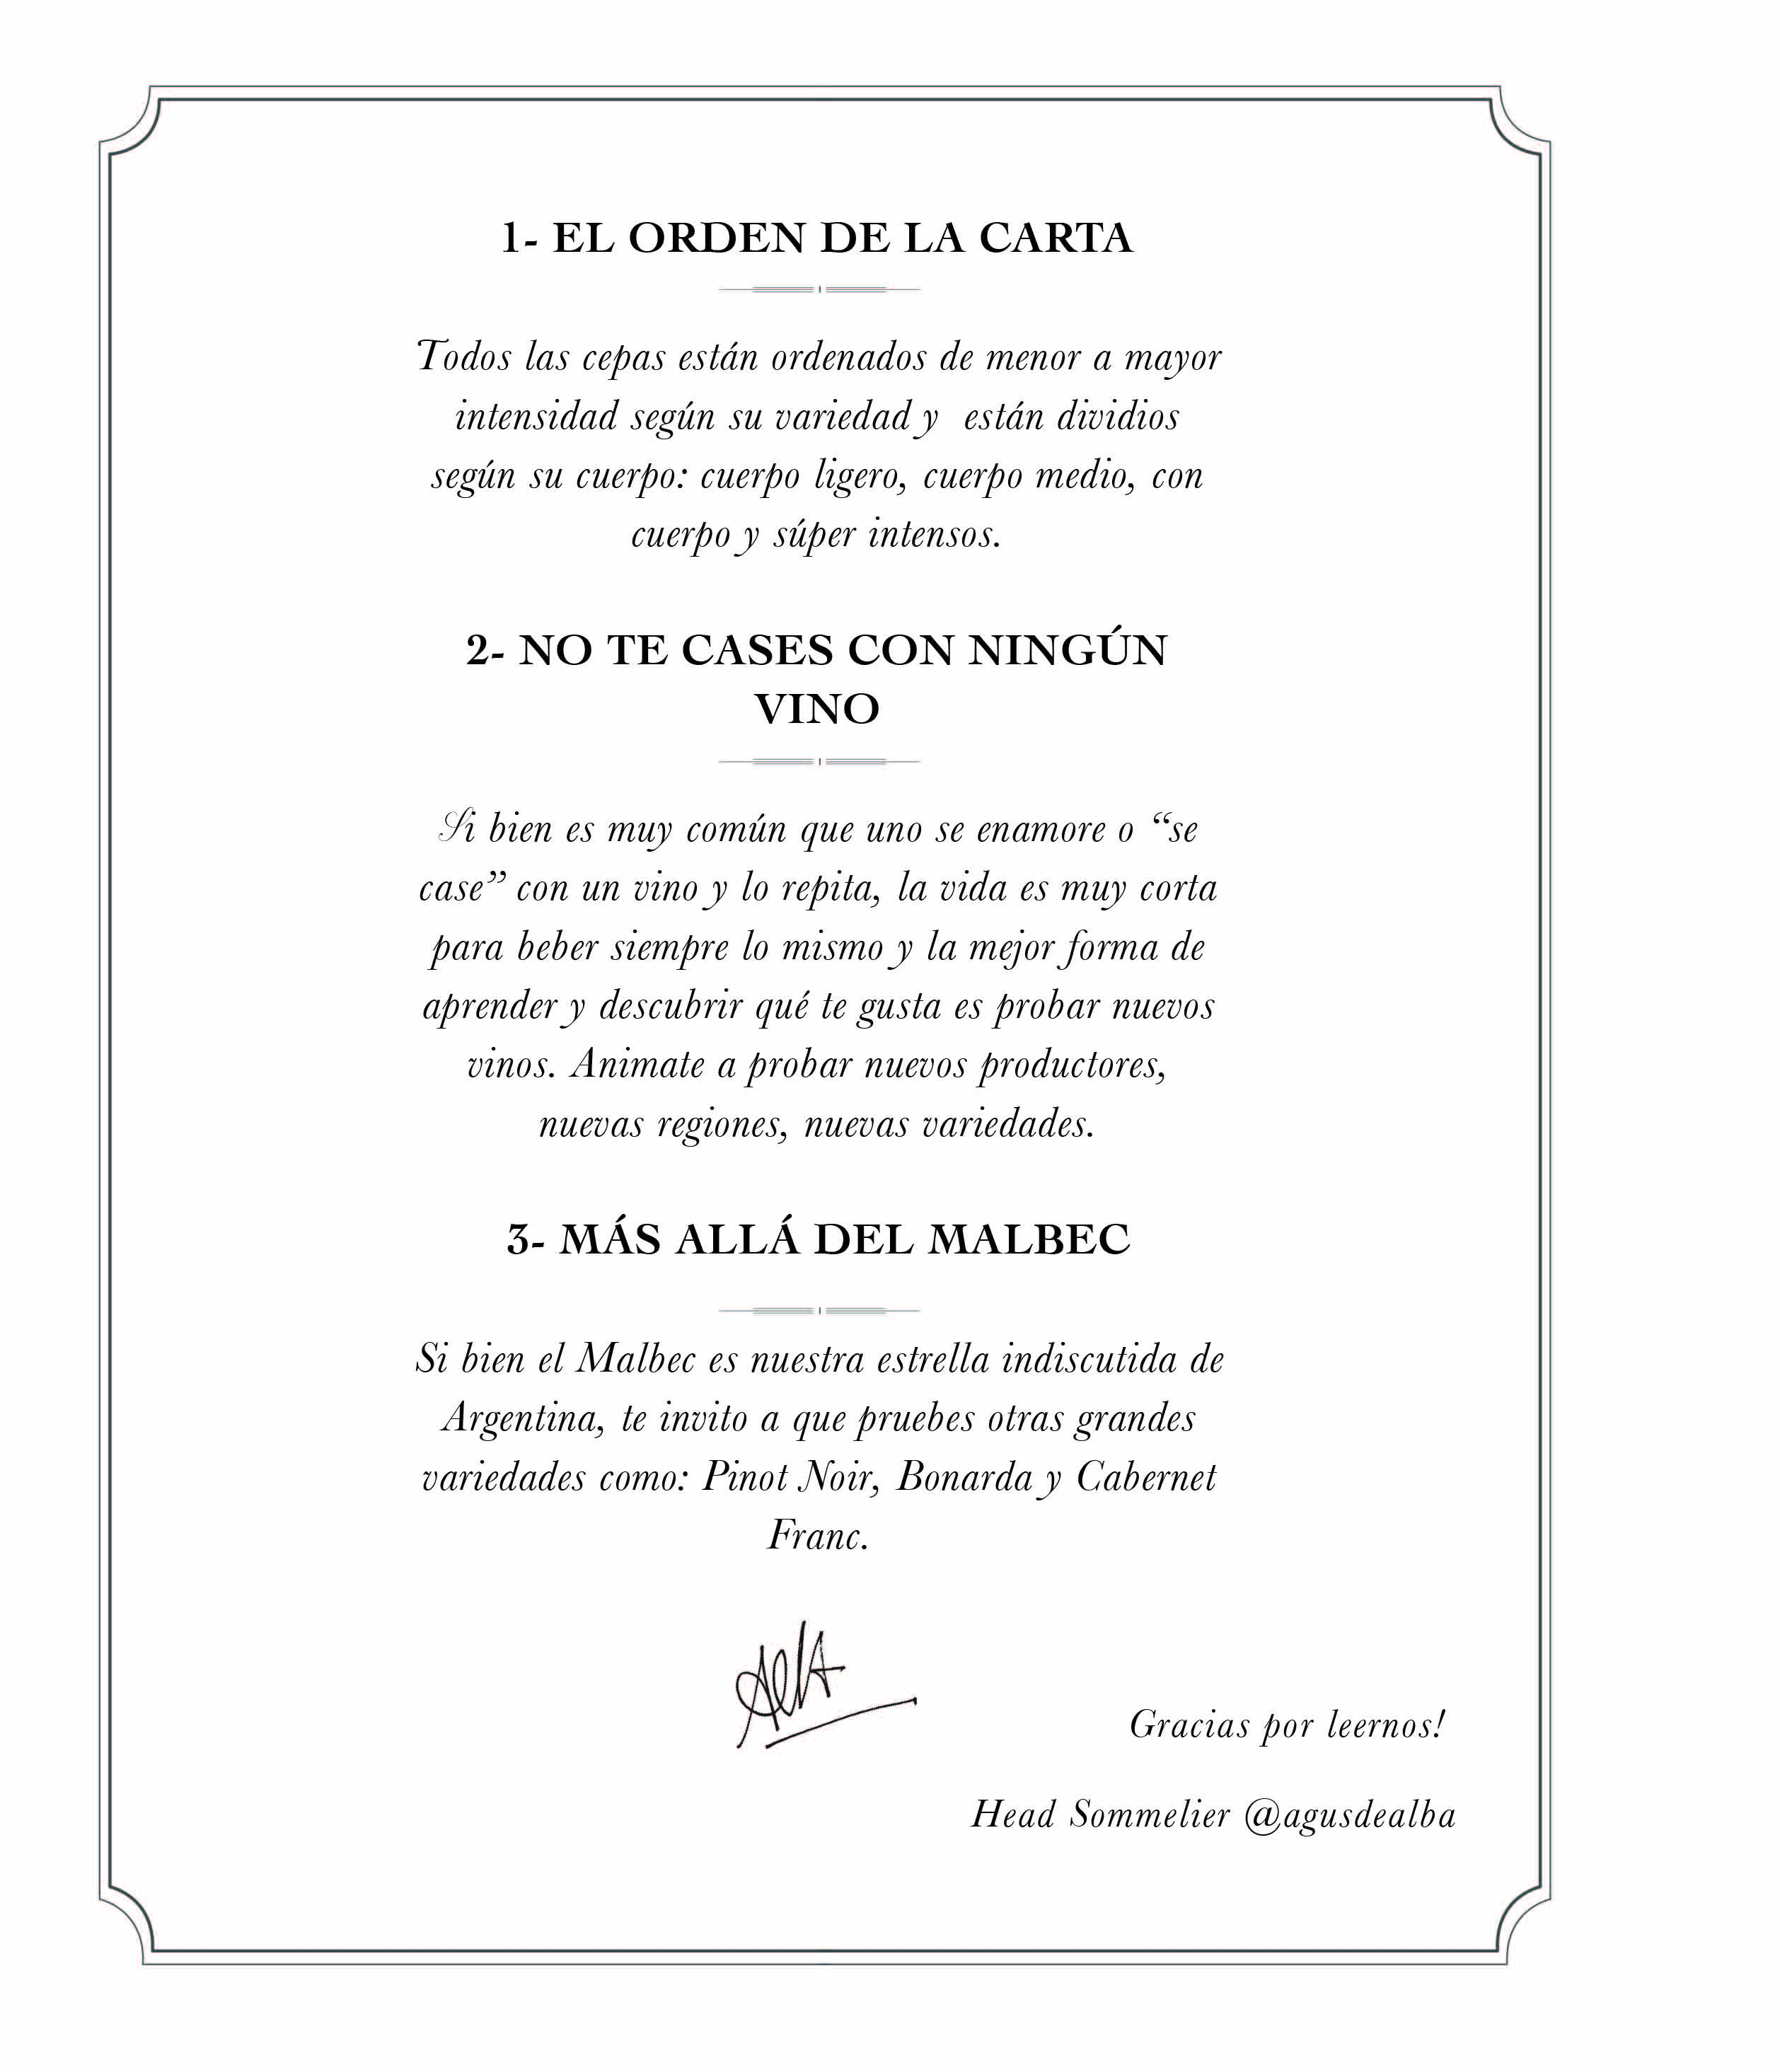 1- EL ORDEN DE LA CARTA
Todos las cepas están ordenados de menor a mayor
intensidad según su variedad y  están dividios
según su cuerpo: cuerpo ligero, cuerpo medio, con
cuerpo y súper intensos.
2- NO TE CASES CON NINGÚN
VINO
Si bien es muy común que uno se enamore o “se
case” con un vino y lo repita, la vida es muy corta
para beber siempre lo mismo y la mejor forma de
aprender y descubrir qué te gusta es probar nuevos
vinos. Animate a probar nuevos productores,
nuevas regiones, nuevas variedades.
3- MÁS ALLÁ DEL MALBEC
Si bien el Malbec es nuestra estrella indiscutida de
Argentina, te invito a que pruebes otras grandes
variedades como: Pinot Noir, Bonarda y Cabernet
Franc.
Gracias por leernos!
Head Sommelier @agusdealba